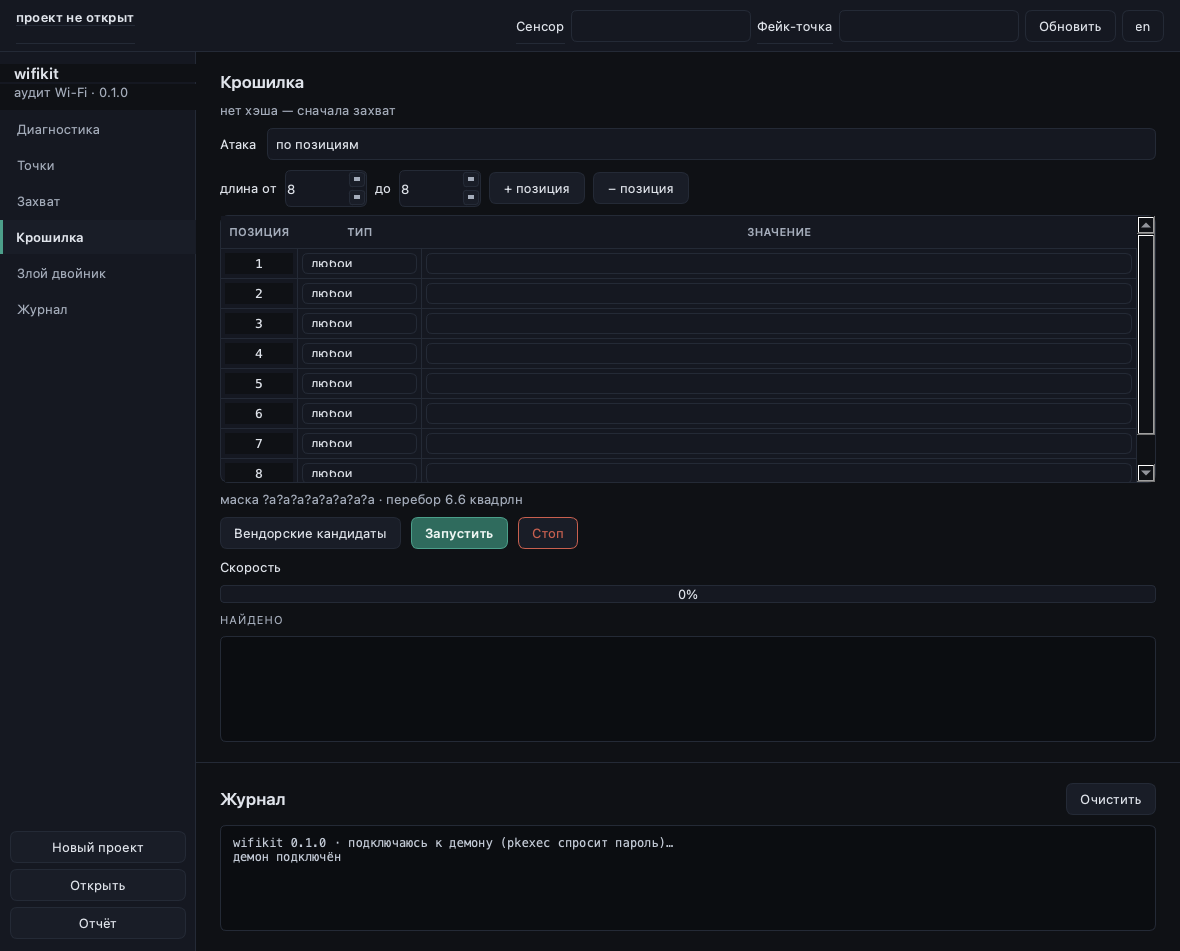 проект не открыт
Сенсор Фейк-точка Обновить en
wifikit
аудит Wi-Fi · 0.1.0
Диагностика
Точки
Захват
Крошилка
Злой двойник
Журнал
Новый проект
Открыть
Отчёт
Крошилка
нет хэша — сначала захват
Атака по позициям
длина от 8 до 8 + позиция − позиция
ПОЗИЦИЯ ТИП ЗНАЧЕНИЕ
1 любой
2 любой
3 любой
4 любой
5 любой
6 любой
7 любой
8 любой
маска ?a?a?a?a?a?a?a?a · перебор 6.6 квадрлн
Вендорские кандидаты Запустить Стоп
Скорость
0%
НАЙДЕНО
Журнал Очистить
wifikit 0.1.0 · подключаюсь к демону (pkexec спросит пароль)…
демон подключён